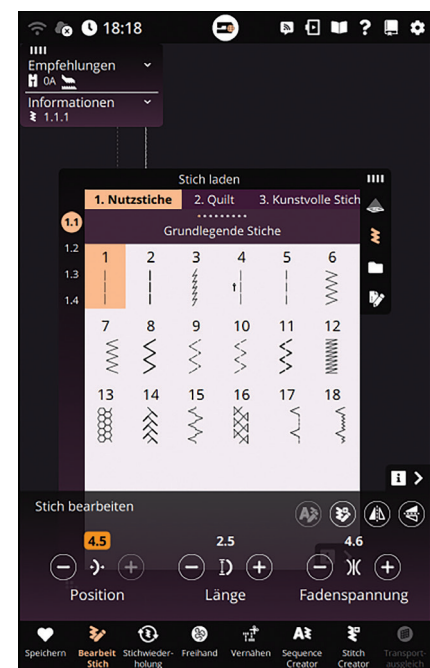 18:18
Empfehlungen
0A
Informationen
1.1.1
Stich laden
1. Nutzstiche 2. Quilt 3. Kunstvolle Stich
Grundlegende Stiche
1.1
1.2
1.3
1.4
1 2 3 4 5 6
7 8 9 10 11 12
13 14 15 16 17 18
Stich bearbeiten
4.5 2.5 4.6
Position Länge Fadenspannung
Speichern Bearbeit Stich Stichwieder-holung Freihand Vernähen Sequence Creator Stitch Creator Transport-ausgleich